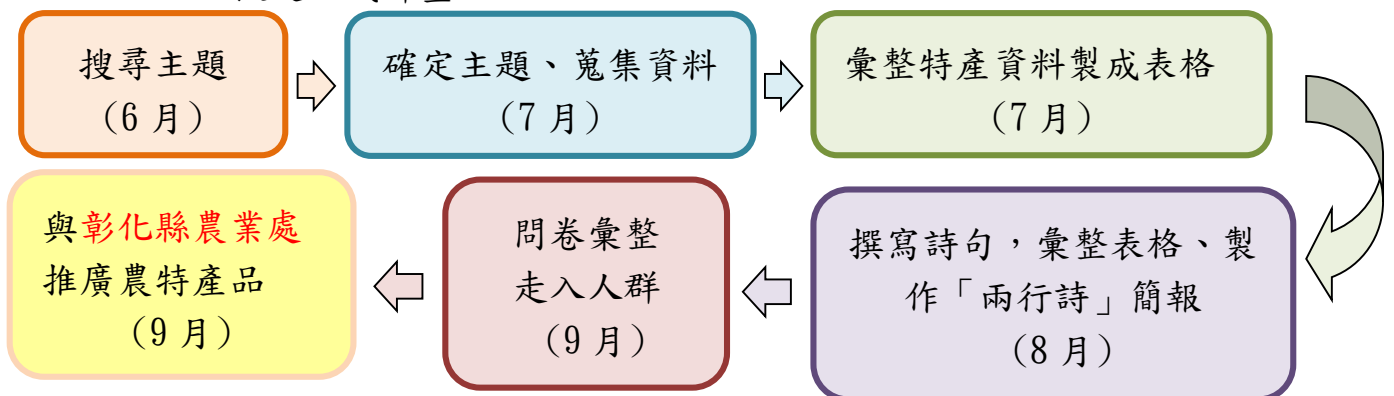 搜尋主題
(6 月)
確定主題、蒐集資料
(7 月)
彙整特產資料製成表格
(7 月)
撰寫詩句，彙整表格、製
作「兩行詩」簡報
(8 月)
問卷彙整
走入人群
(9 月)
與彰化縣農業處
推廣農特產品
(9 月)